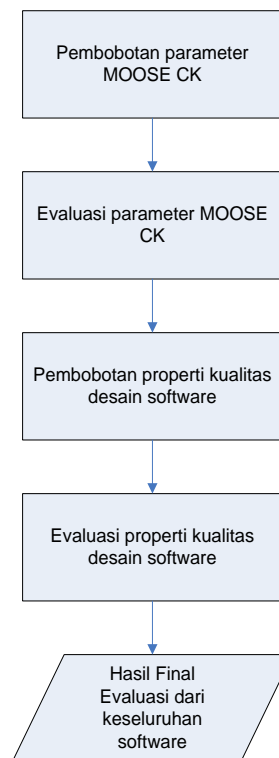 Pembobotan parameter
MOOSE CK
Evaluasi parameter MOOSE
CK
Pembobotan properti kualitas
desain software
Evaluasi properti kualitas
desain software
Hasil Final
Evaluasi dari
keseluruhan
software